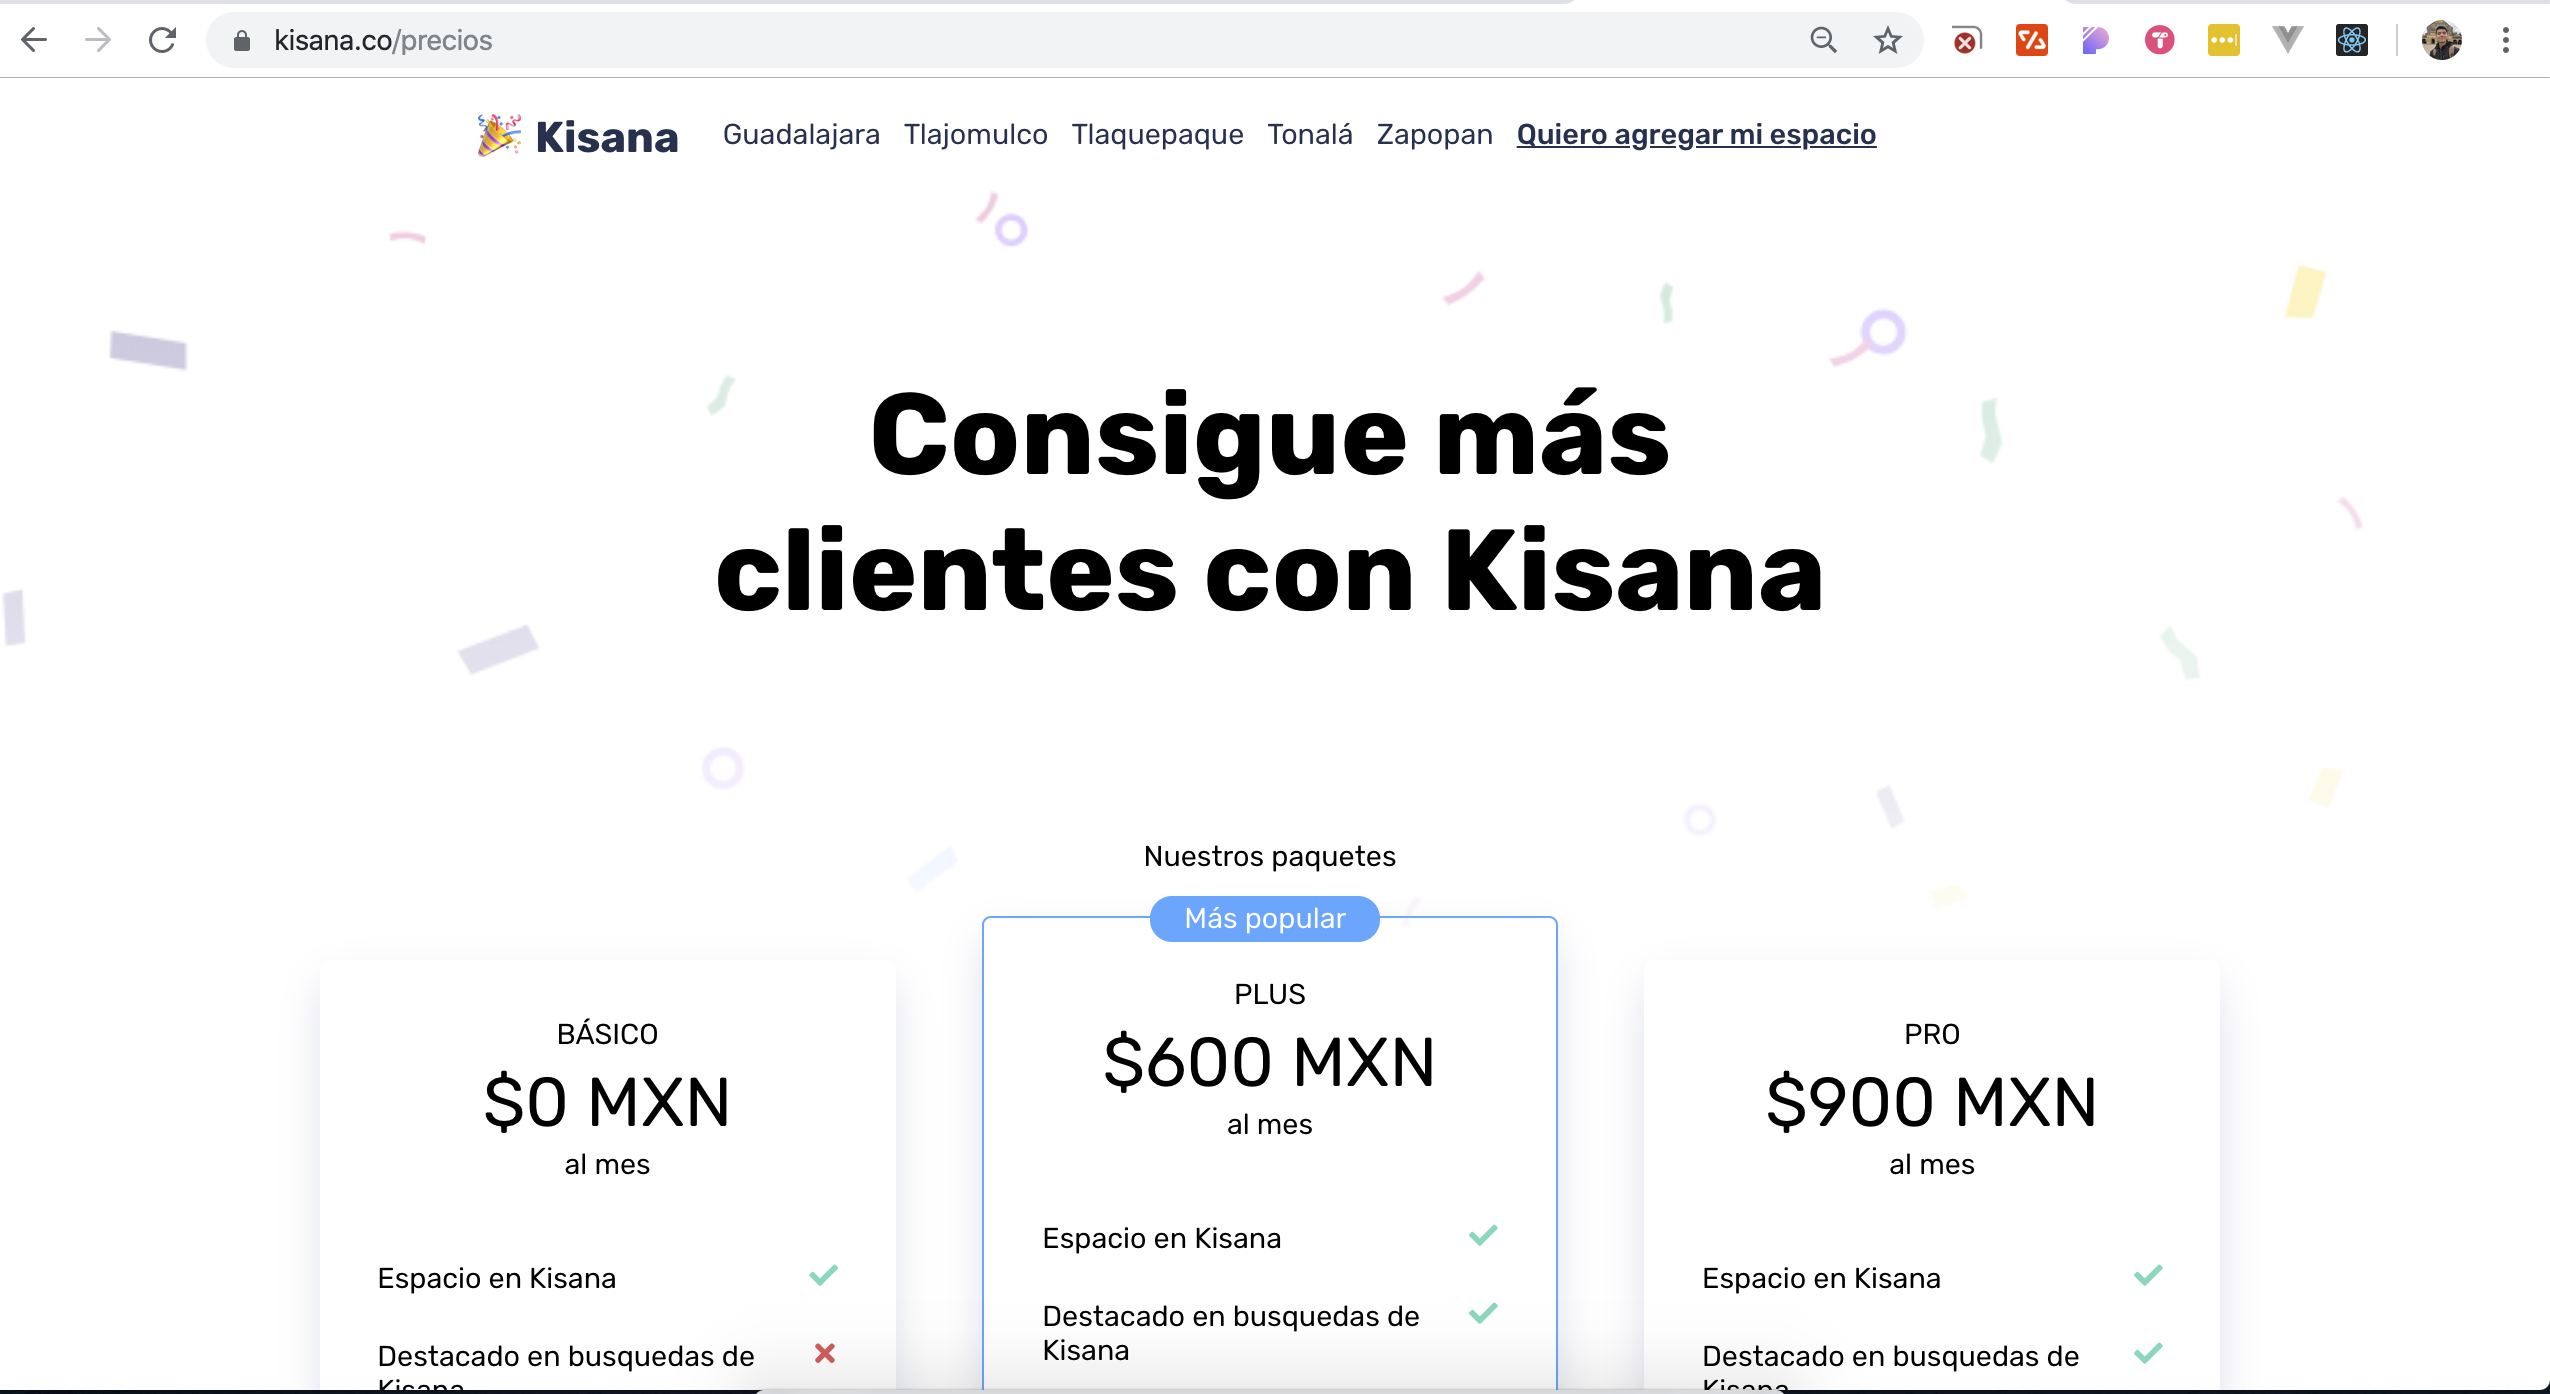 kisana.co/precios
Kisana Guadalajara Tlajomulco Tlaquepaque Tonalá Zapopan Quiero agregar mi espacio
Consigue más
clientes con Kisana
Nuestros paquetes
Más popular
BÁSICO
$0 MXN
al mes
Espacio en Kisana
Destacado en busquedas de
Kisana
PLUS
$600 MXN
al mes
Espacio en Kisana
Destacado en busquedas de
Kisana
PRO
$900 MXN
al mes
Espacio en Kisana
Destacado en busquedas de
Kisana